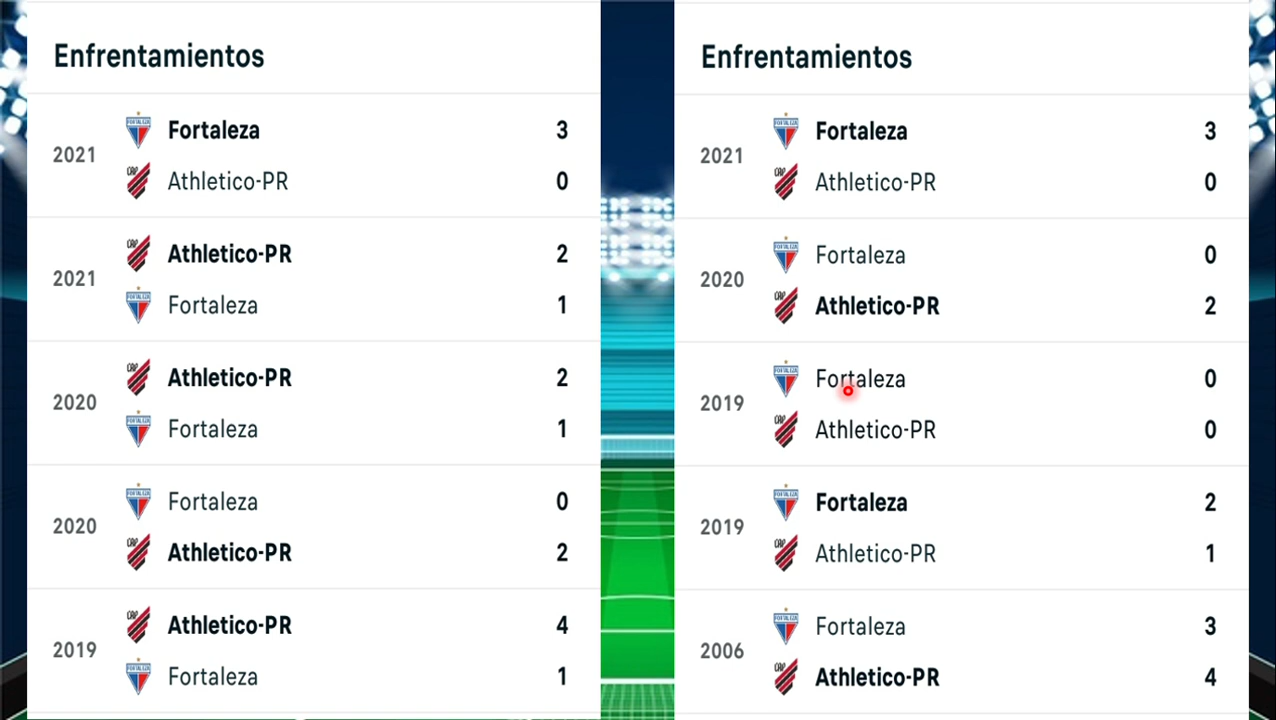 Enfrentamientos
2021
Fortaleza 3
Athletico-PR 0
2021
Athletico-PR 2
Fortaleza 1
2020
Athletico-PR 2
Fortaleza 1
2020
Fortaleza 0
Athletico-PR 2
2019
Athletico-PR 4
Fortaleza 1
Enfrentamientos
2021
Fortaleza 3
Athletico-PR 0
2020
Fortaleza 0
Athletico-PR 2
2019
Fortaleza 0
Athletico-PR 0
2019
Fortaleza 2
Athletico-PR 1
2006
Fortaleza 3
Athletico-PR 4